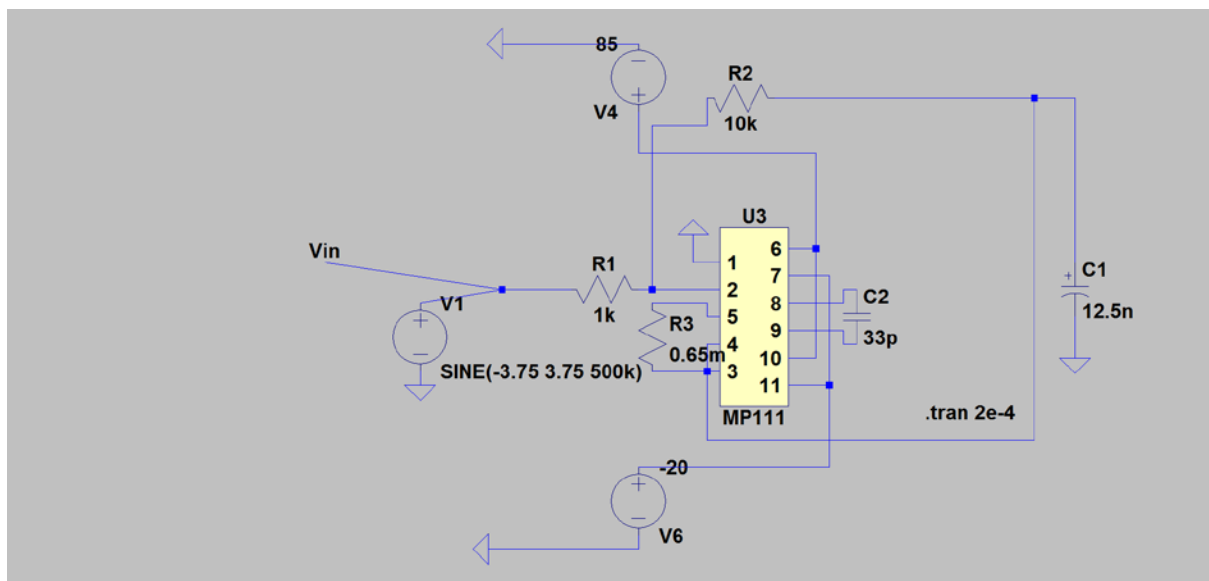 85
V4
R2
10k
U3
Vin
V1
SINE(-3.75 3.75 500k)
R1
1k
R3
0.65m
1
2
5
4
3
6
7
8
9
10
11
MP111
C2
33p
+
C1
12.5n
.tran 2e-4
-20
V6